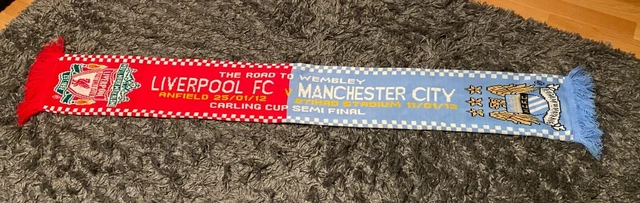 THE ROAD TO WEMBLEY
LIVERPOOL FC V MANCHESTER CITY
ANFIELD 25/01/12 ETIHAD STADIUM 11/01/12
CARLING CUP SEMI FINAL